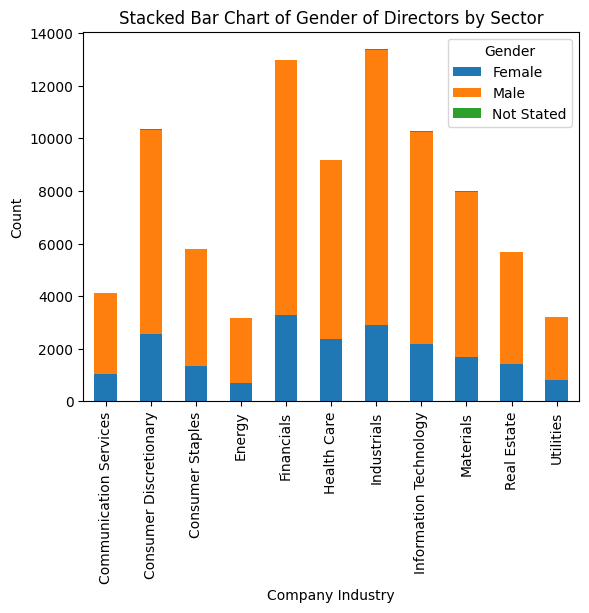 Stacked Bar Chart of Gender of Directors by Sector
14000
12000
10000
8000
6000
4000
2000
0
Count
Gender
Female
Male
Not Stated
Communication Services
Consumer Discretionary
Consumer Staples
Energy
Financials
Health Care
Industrials
Information Technology
Materials
Real Estate
Utilities
Company Industry